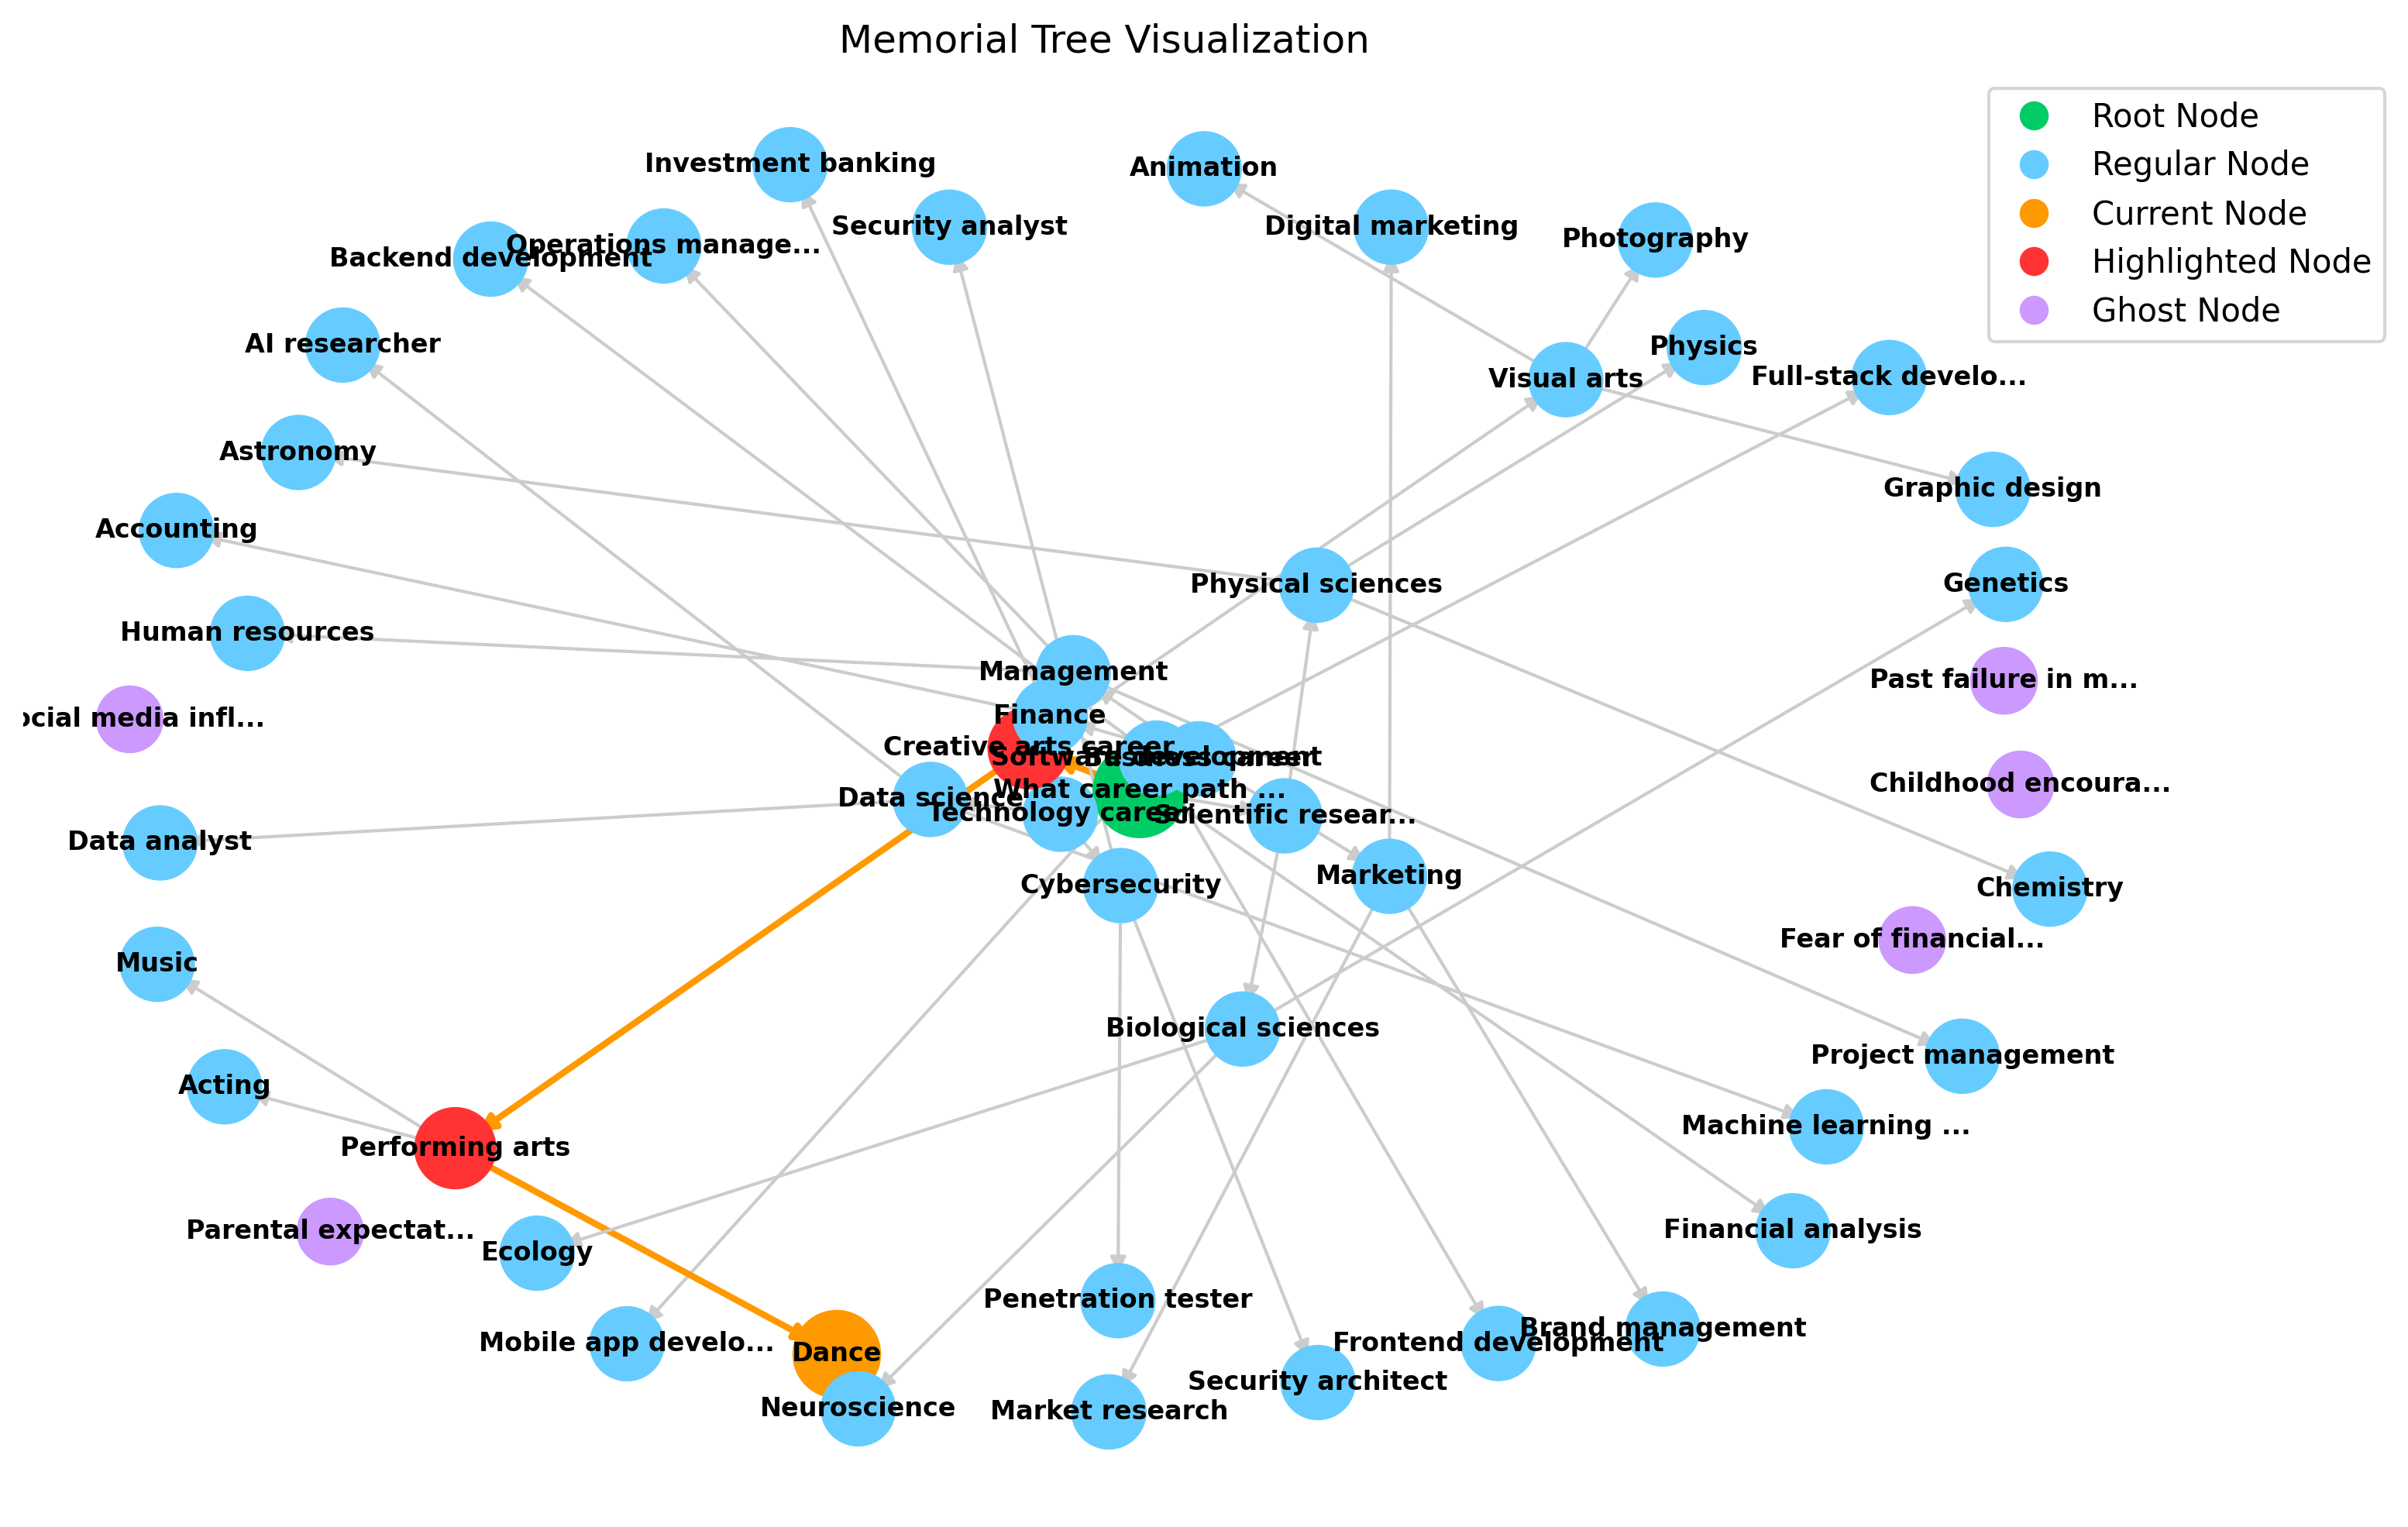 Memorial Tree Visualization
Root Node
Regular Node
Current Node
Highlighted Node
Ghost Node
Investment banking
Animation
Security analyst
Digital marketing
Photography
Operations manage...
Backend development
AI researcher
Physics
Visual arts
Full-stack develo...
Astronomy
Graphic design
Accounting
Physical sciences
Genetics
Human resources
Management
Past failure in m...
ocial media infl...
Finance
Creative arts career
Software development
Business career
What career path ...
Childhood encoura...
Data science
Technology career
Scientific resear...
Data analyst
Marketing
Cybersecurity
Chemistry
Fear of financial...
Music
Biological sciences
Project management
Acting
Machine learning ...
Performing arts
Parental expectat...
Financial analysis
Ecology
Penetration tester
Brand management
Mobile app develo...
Frontend development
Dance
Security architect
Neuroscience
Market research